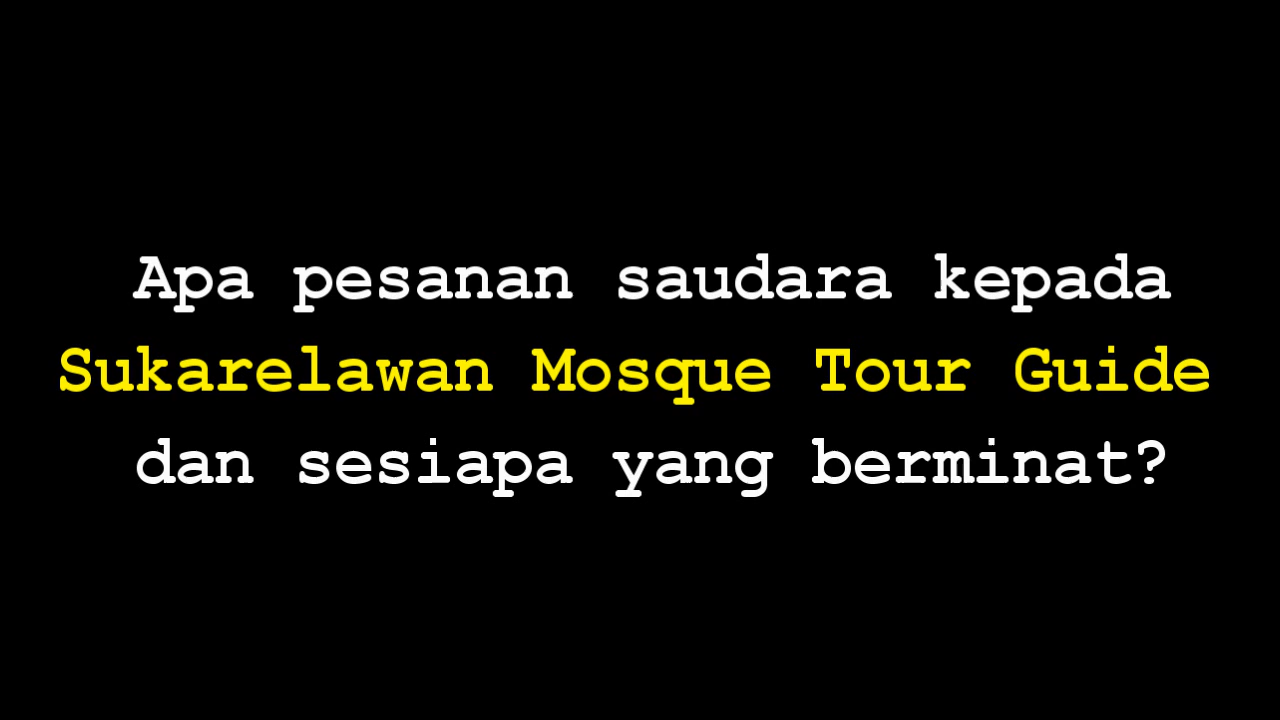 Apa pesanan saudara kepada
Sukarelawan Mosque Tour Guide
dan sesiapa yang berminat?